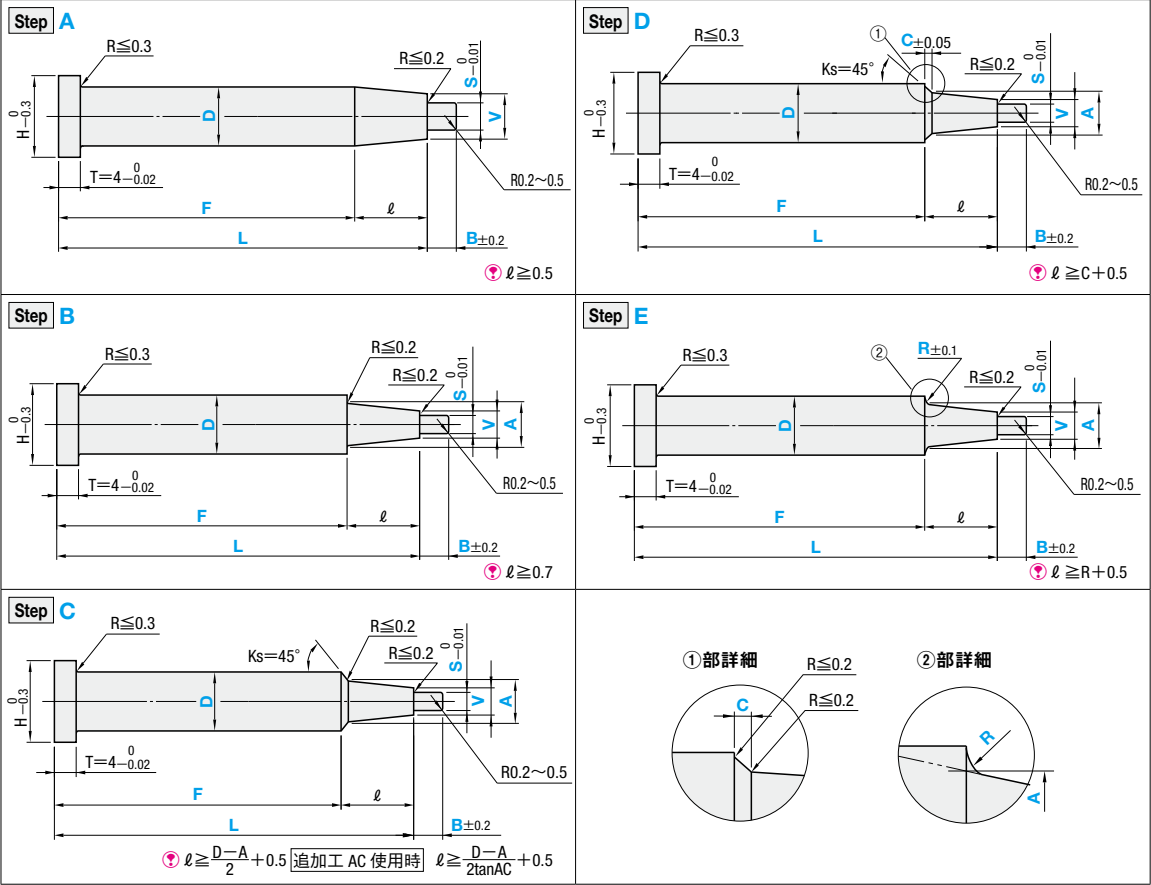 Step A
R≦0.3
R≦0.2
S 0 −0.01
V
H 0 −0.3
D
T=4 0 −0.02
R0.2〜0.5
F
ℓ
L
B±0.2
ℓ≧0.5
Step B
R≦0.3
R≦0.2
R≦0.2
S 0 −0.01
V
A
H 0 −0.3
D
T=4 0 −0.02
R0.2〜0.5
F
ℓ
L
B±0.2
ℓ≧0.7
Step C
R≦0.3
Ks=45°
R≦0.2
R≦0.2
S 0 −0.01
V
A
H 0 −0.3
D
T=4 0 −0.02
R0.2〜0.5
F
ℓ
L
B±0.2
ℓ≧(D−A)/2+0.5 追加工 AC 使用時 ℓ≧(D−A)/2tanAC+0.5
Step D
R≦0.3
①
C±0.05
Ks=45°
R≦0.2
S 0 −0.01
V
A
H 0 −0.3
D
T=4 0 −0.02
R0.2〜0.5
F
ℓ
L
B±0.2
ℓ≧C+0.5
Step E
R≦0.3
②
R±0.1
R≦0.2
S 0 −0.01
V
A
H 0 −0.3
D
T=4 0 −0.02
R0.2〜0.5
F
ℓ
L
B±0.2
ℓ≧R+0.5
①部詳細
R≦0.2
R≦0.2
C
②部詳細
R
A